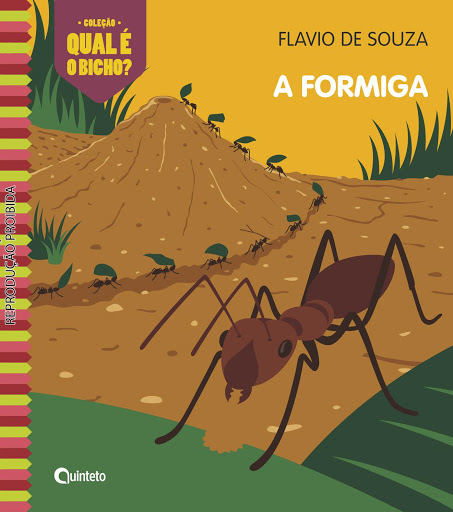 COLEÇÃO
QUAL É
O BICHO?
FLAVIO DE SOUZA
A FORMIGA
REPRODUÇÃO PROIBIDA
Quinteto